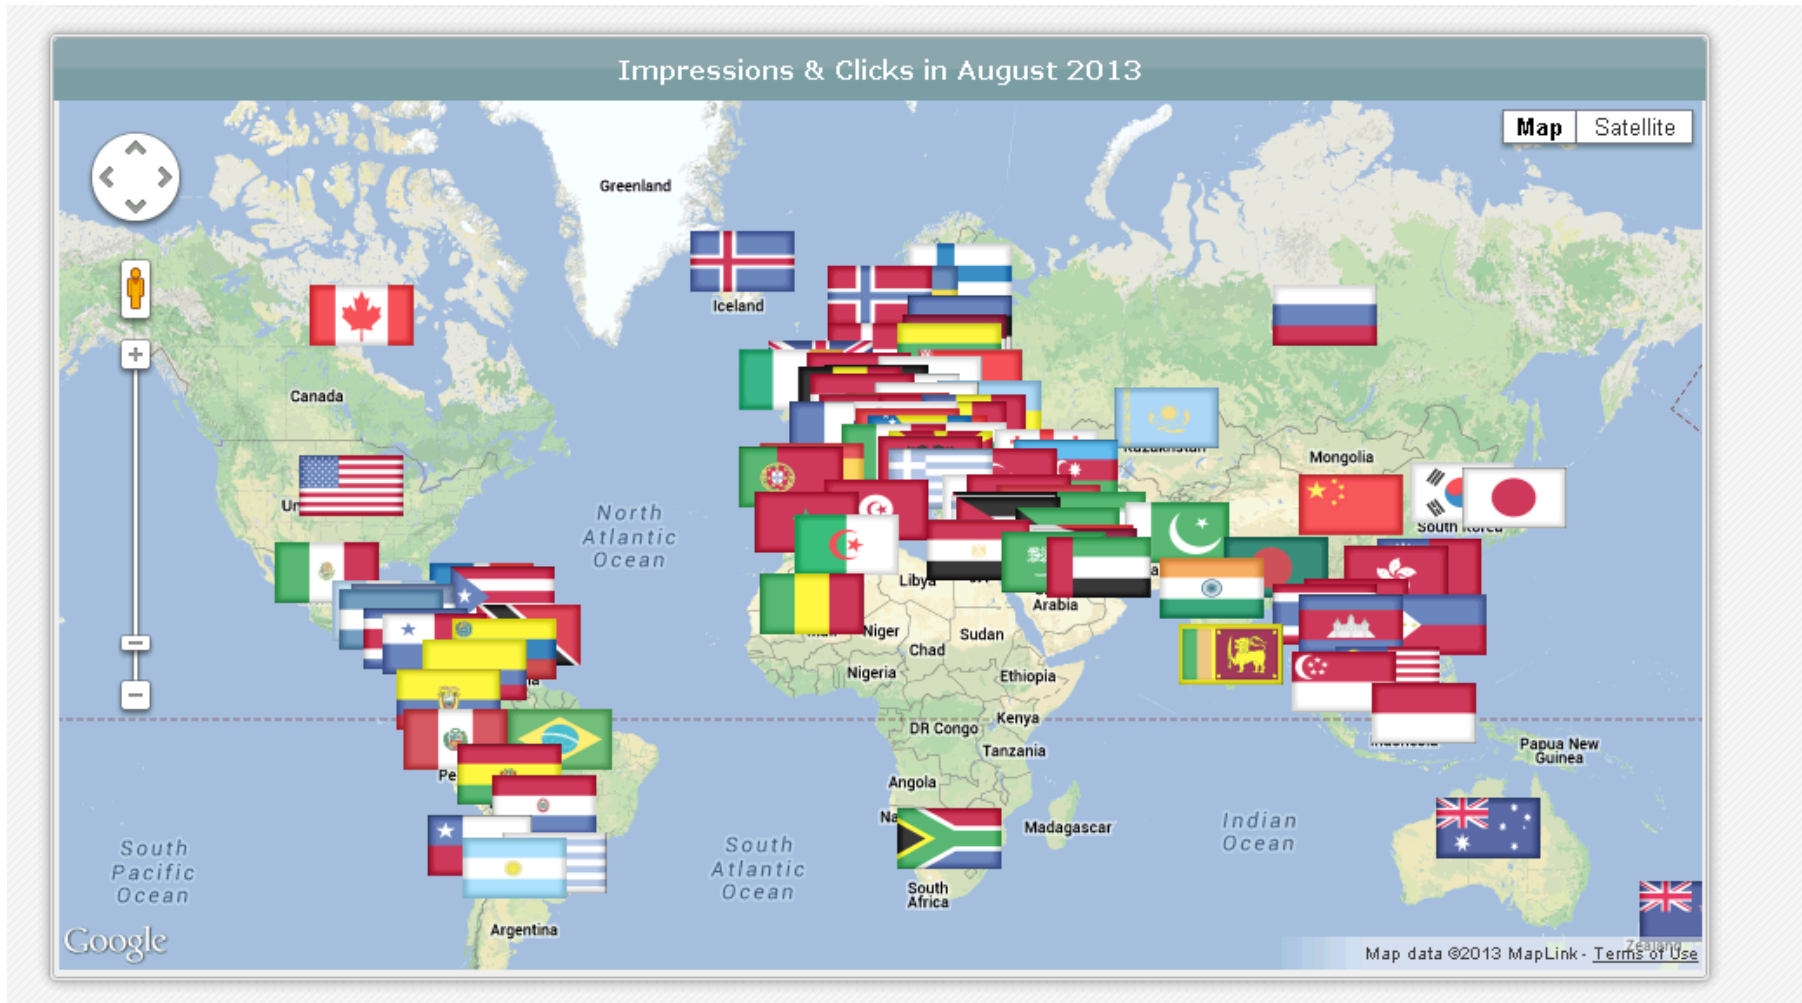 Impressions & Clicks in August 2013
Map
Satellite
Greenland
Iceland
Canada
Mongolia
South Korea
North
Atlantic
Ocean
Libya
Arabia
Niger
Sudan
Chad
Nigeria
Ethiopia
Kenya
DR Congo
Tanzania
Angola
Papua New
Guinea
Madagascar
Indian
Ocean
South
Pacific
Ocean
South
Atlantic
Ocean
South
Africa
Argentina
Google
Map data ©2013 MapLink - Terms of Use